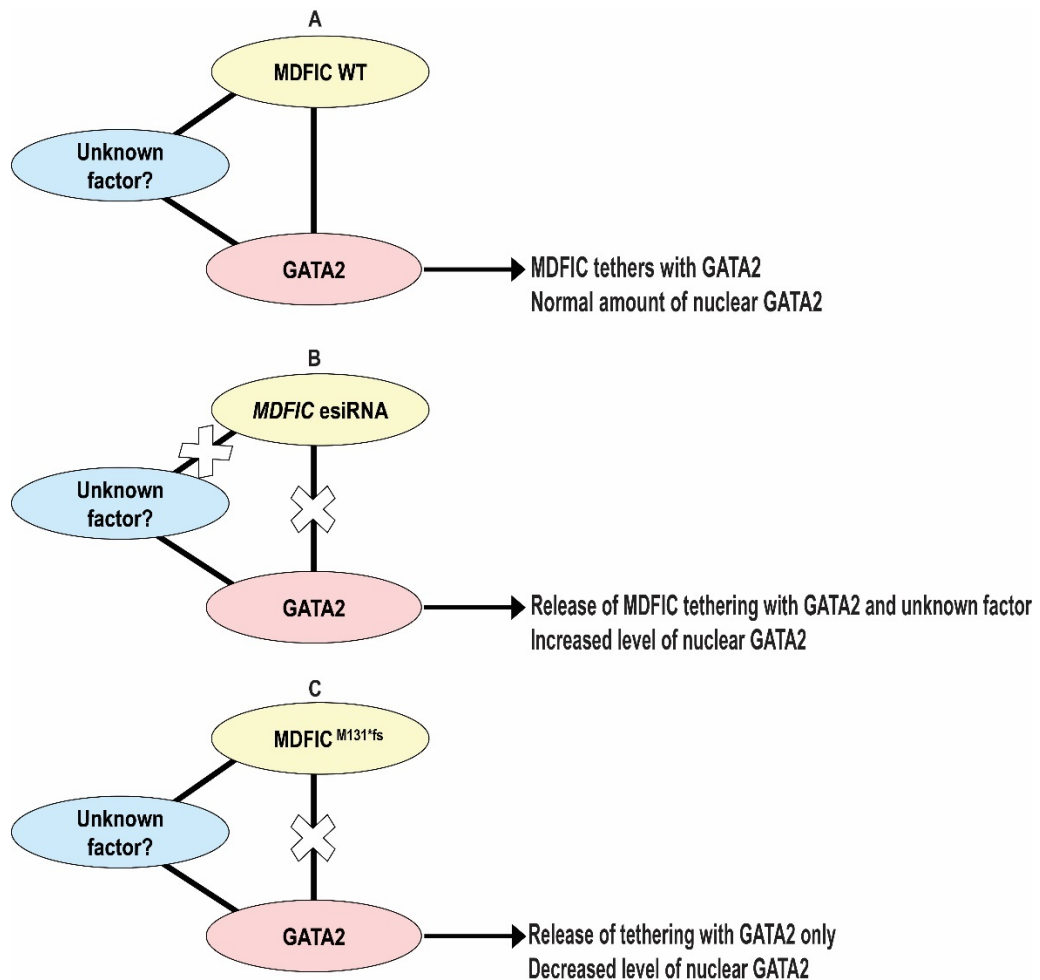 A
MDFIC WT
Unknown
factor?
GATA2
MDFIC tethers with GATA2
Normal amount of nuclear GATA2
B
MDFIC esiRNA
Unknown
factor?
GATA2
Release of MDFIC tethering with GATA2 and unknown factor
Increased level of nuclear GATA2
C
MDFIC M131*fs
Unknown
factor?
GATA2
Release of tethering with GATA2 only
Decreased level of nuclear GATA2